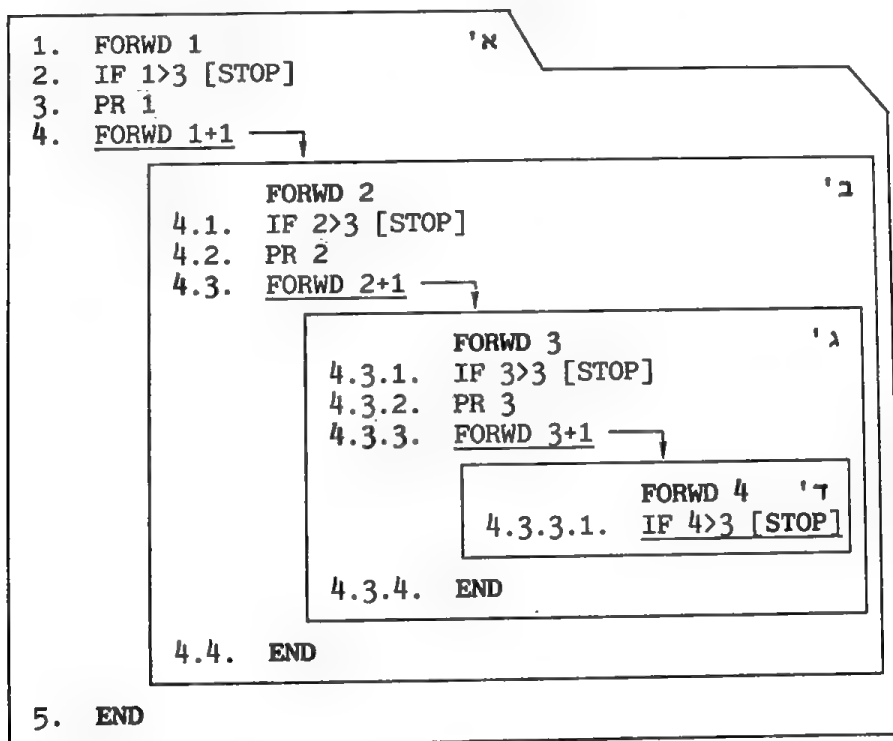 1. FORWD 1 א'
2. IF 1>3 [STOP]
3. PR 1
4. FORWD 1+1
FORWD 2 ב'
4.1. IF 2>3 [STOP]
4.2. PR 2
4.3. FORWD 2+1
FORWD 3 ג'
4.3.1. IF 3>3 [STOP]
4.3.2. PR 3
4.3.3. FORWD 3+1
FORWD 4 ד'
4.3.3.1. IF 4>3 [STOP]
4.3.4. END
4.4. END
5. END